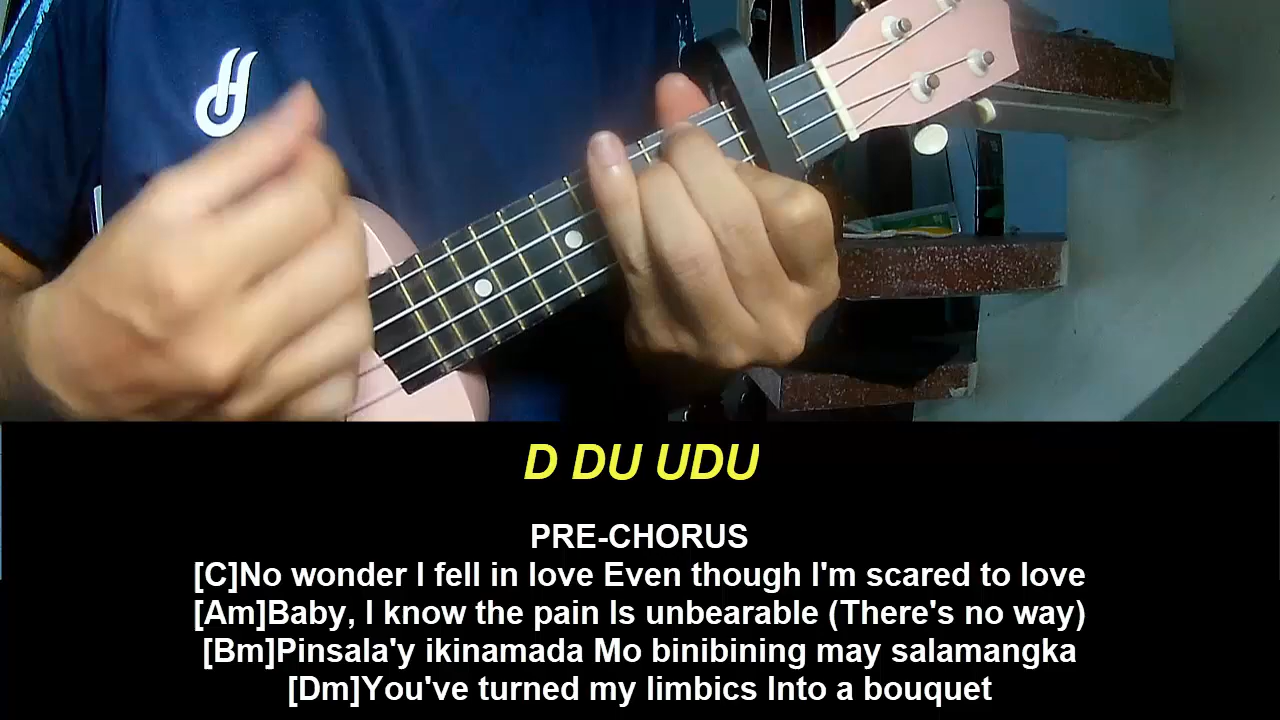 D DU UDU
PRE-CHORUS
[C]No wonder I fell in love Even though I'm scared to love
[Am]Baby, I know the pain Is unbearable (There's no way)
[Bm]Pinsala'y ikinamada Mo binibining may salamangka
[Dm]You've turned my limbics Into a bouquet